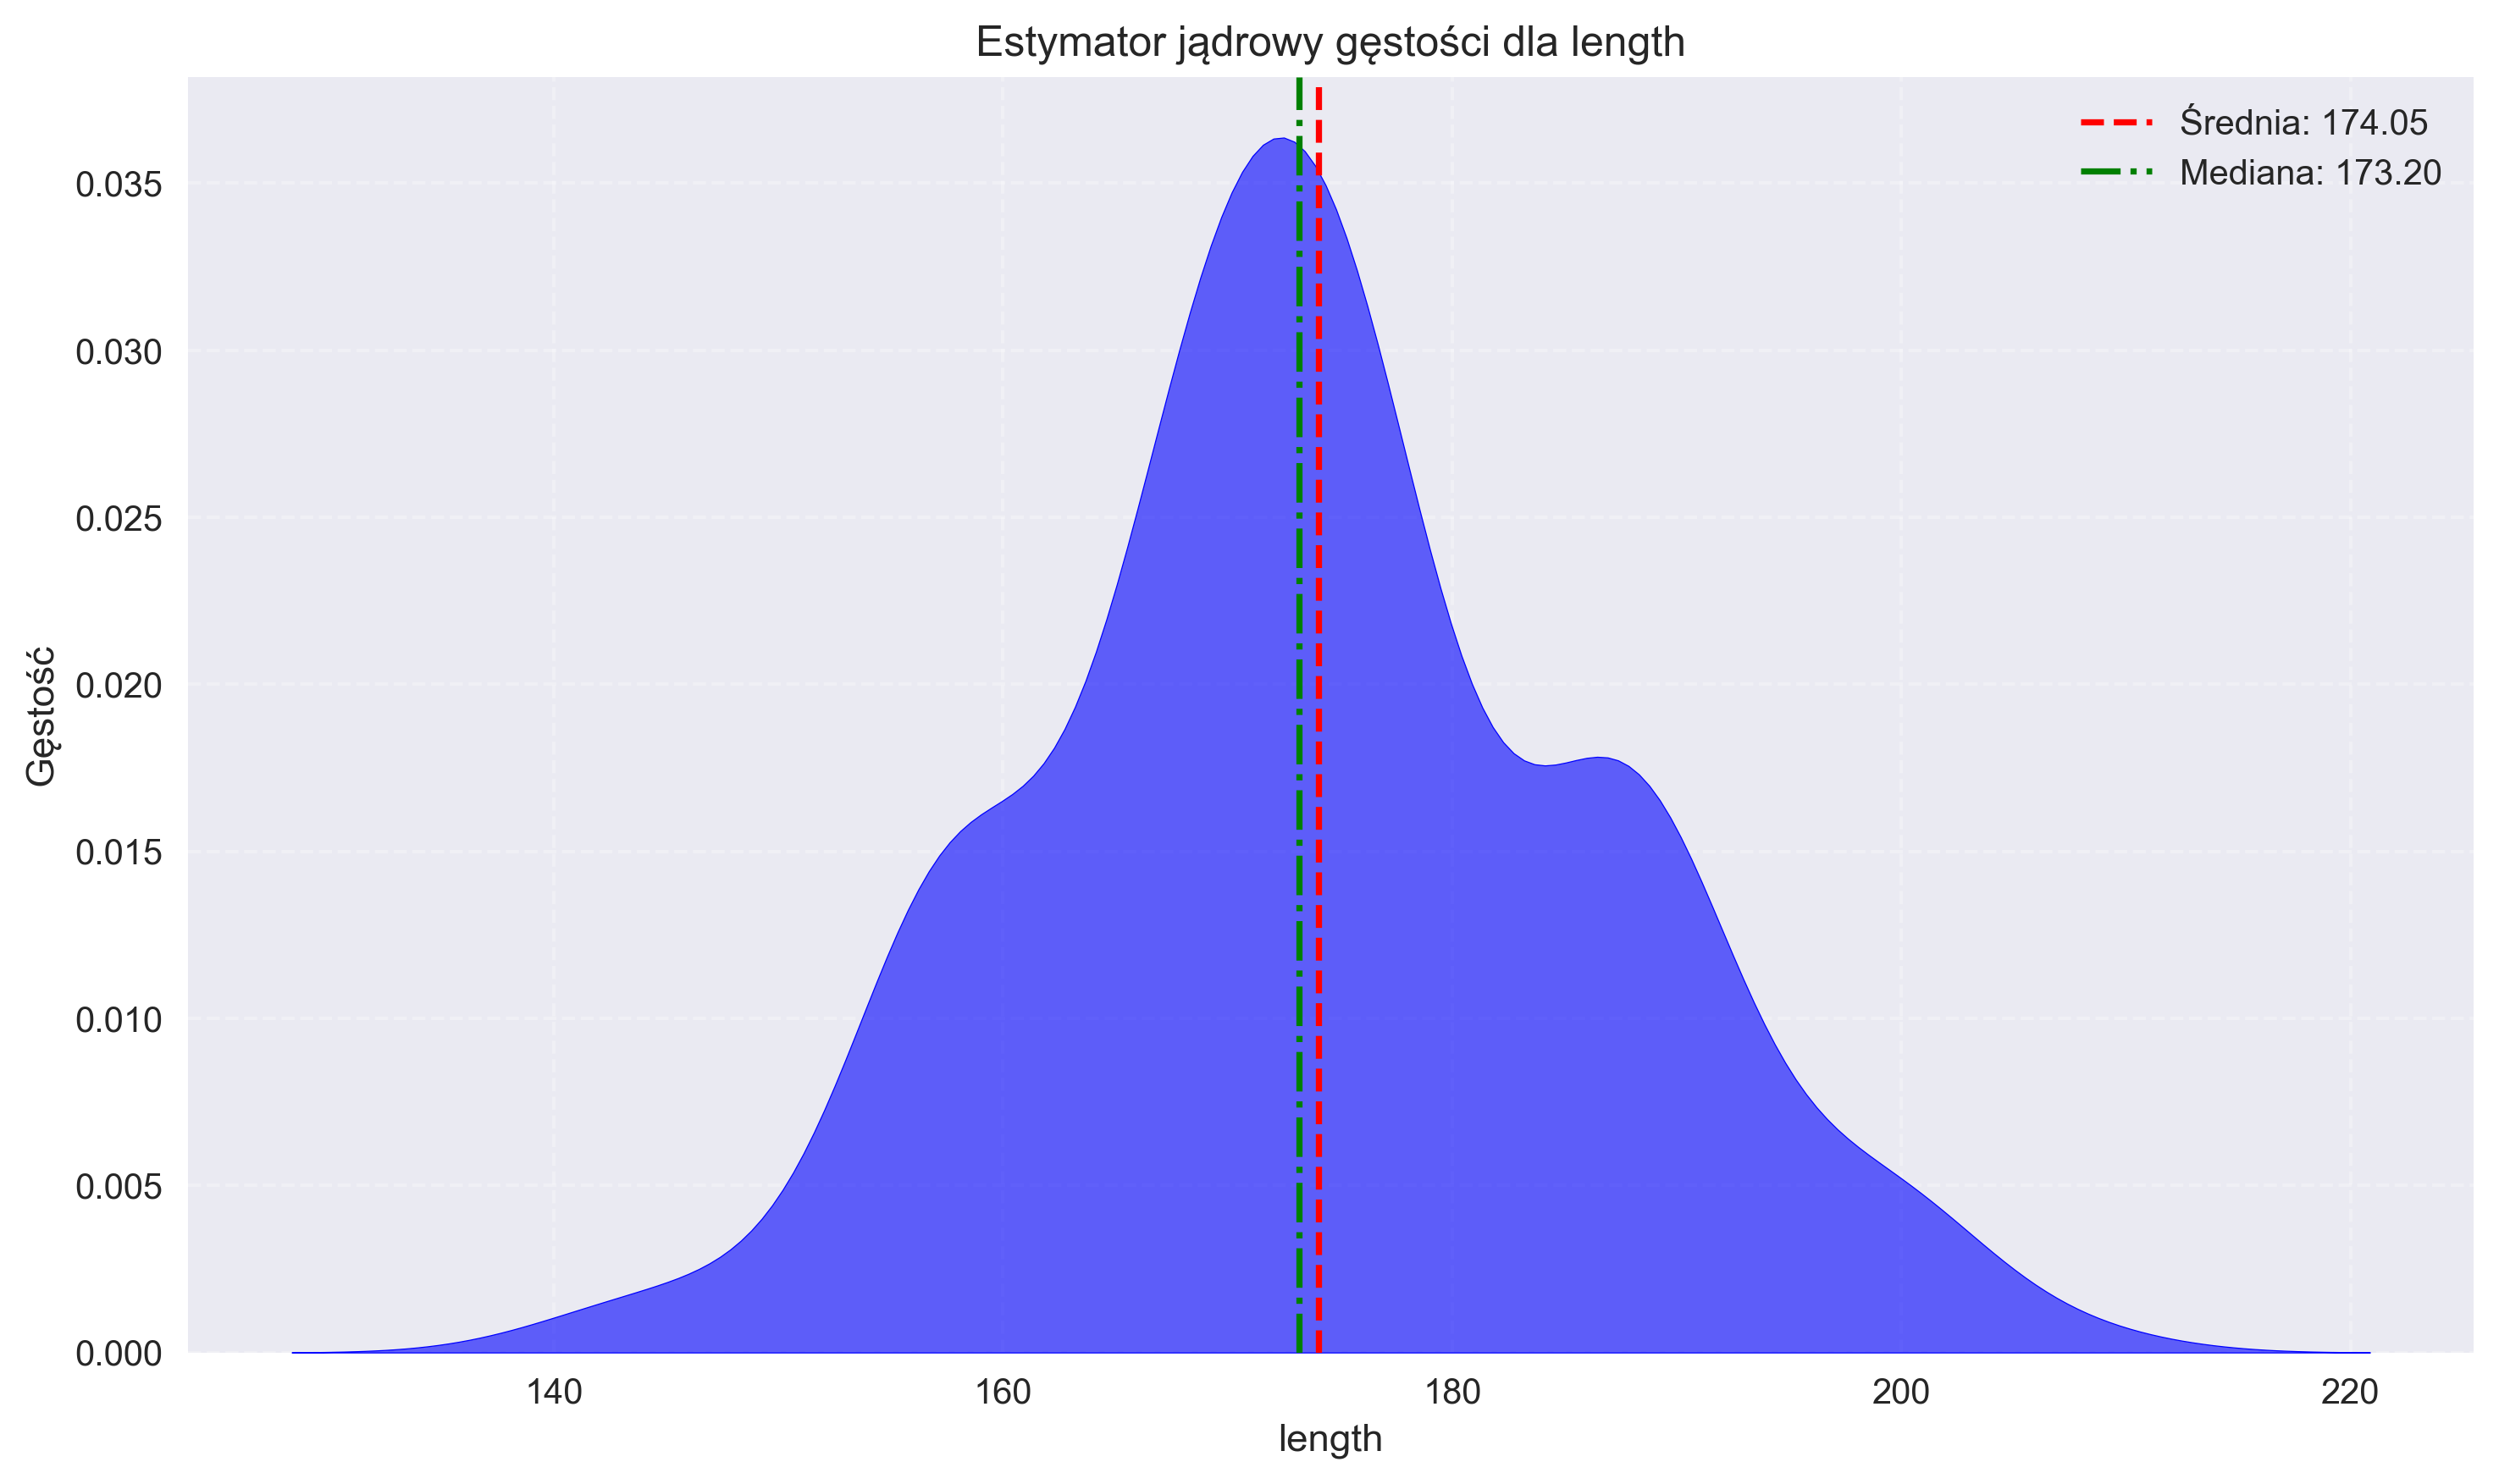 Estymator jądrowy gęstości dla length
Średnia: 174.05
Mediana: 173.20
0.035
0.030
0.025
0.020
0.015
0.010
0.005
0.000
Gęstość
140 160 180 200 220
length